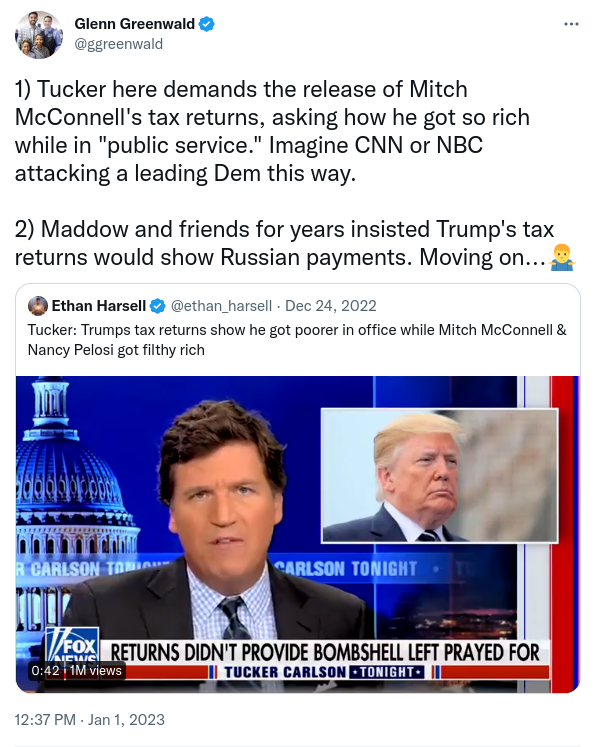 Glenn Greenwald
@ggreenwald
1) Tucker here demands the release of Mitch
McConnell's tax returns, asking how he got so rich
while in "public service." Imagine CNN or NBC
attacking a leading Dem this way.
2) Maddow and friends for years insisted Trump's tax
returns would show Russian payments. Moving on...🤷‍♂️
Ethan Harsell @ethan_harsell · Dec 24, 2022
Tucker: Trumps tax returns show he got poorer in office while Mitch McConnell &
Nancy Pelosi got filthy rich
R CARLSON TONIGHT
CARLSON TONIGHT • TU
FOX
NEWS
RETURNS DIDN'T PROVIDE BOMBSHELL LEFT PRAYED FOR
0:42 | 1M views
TUCKER CARLSON •TONIGHT•
12:37 PM · Jan 1, 2023